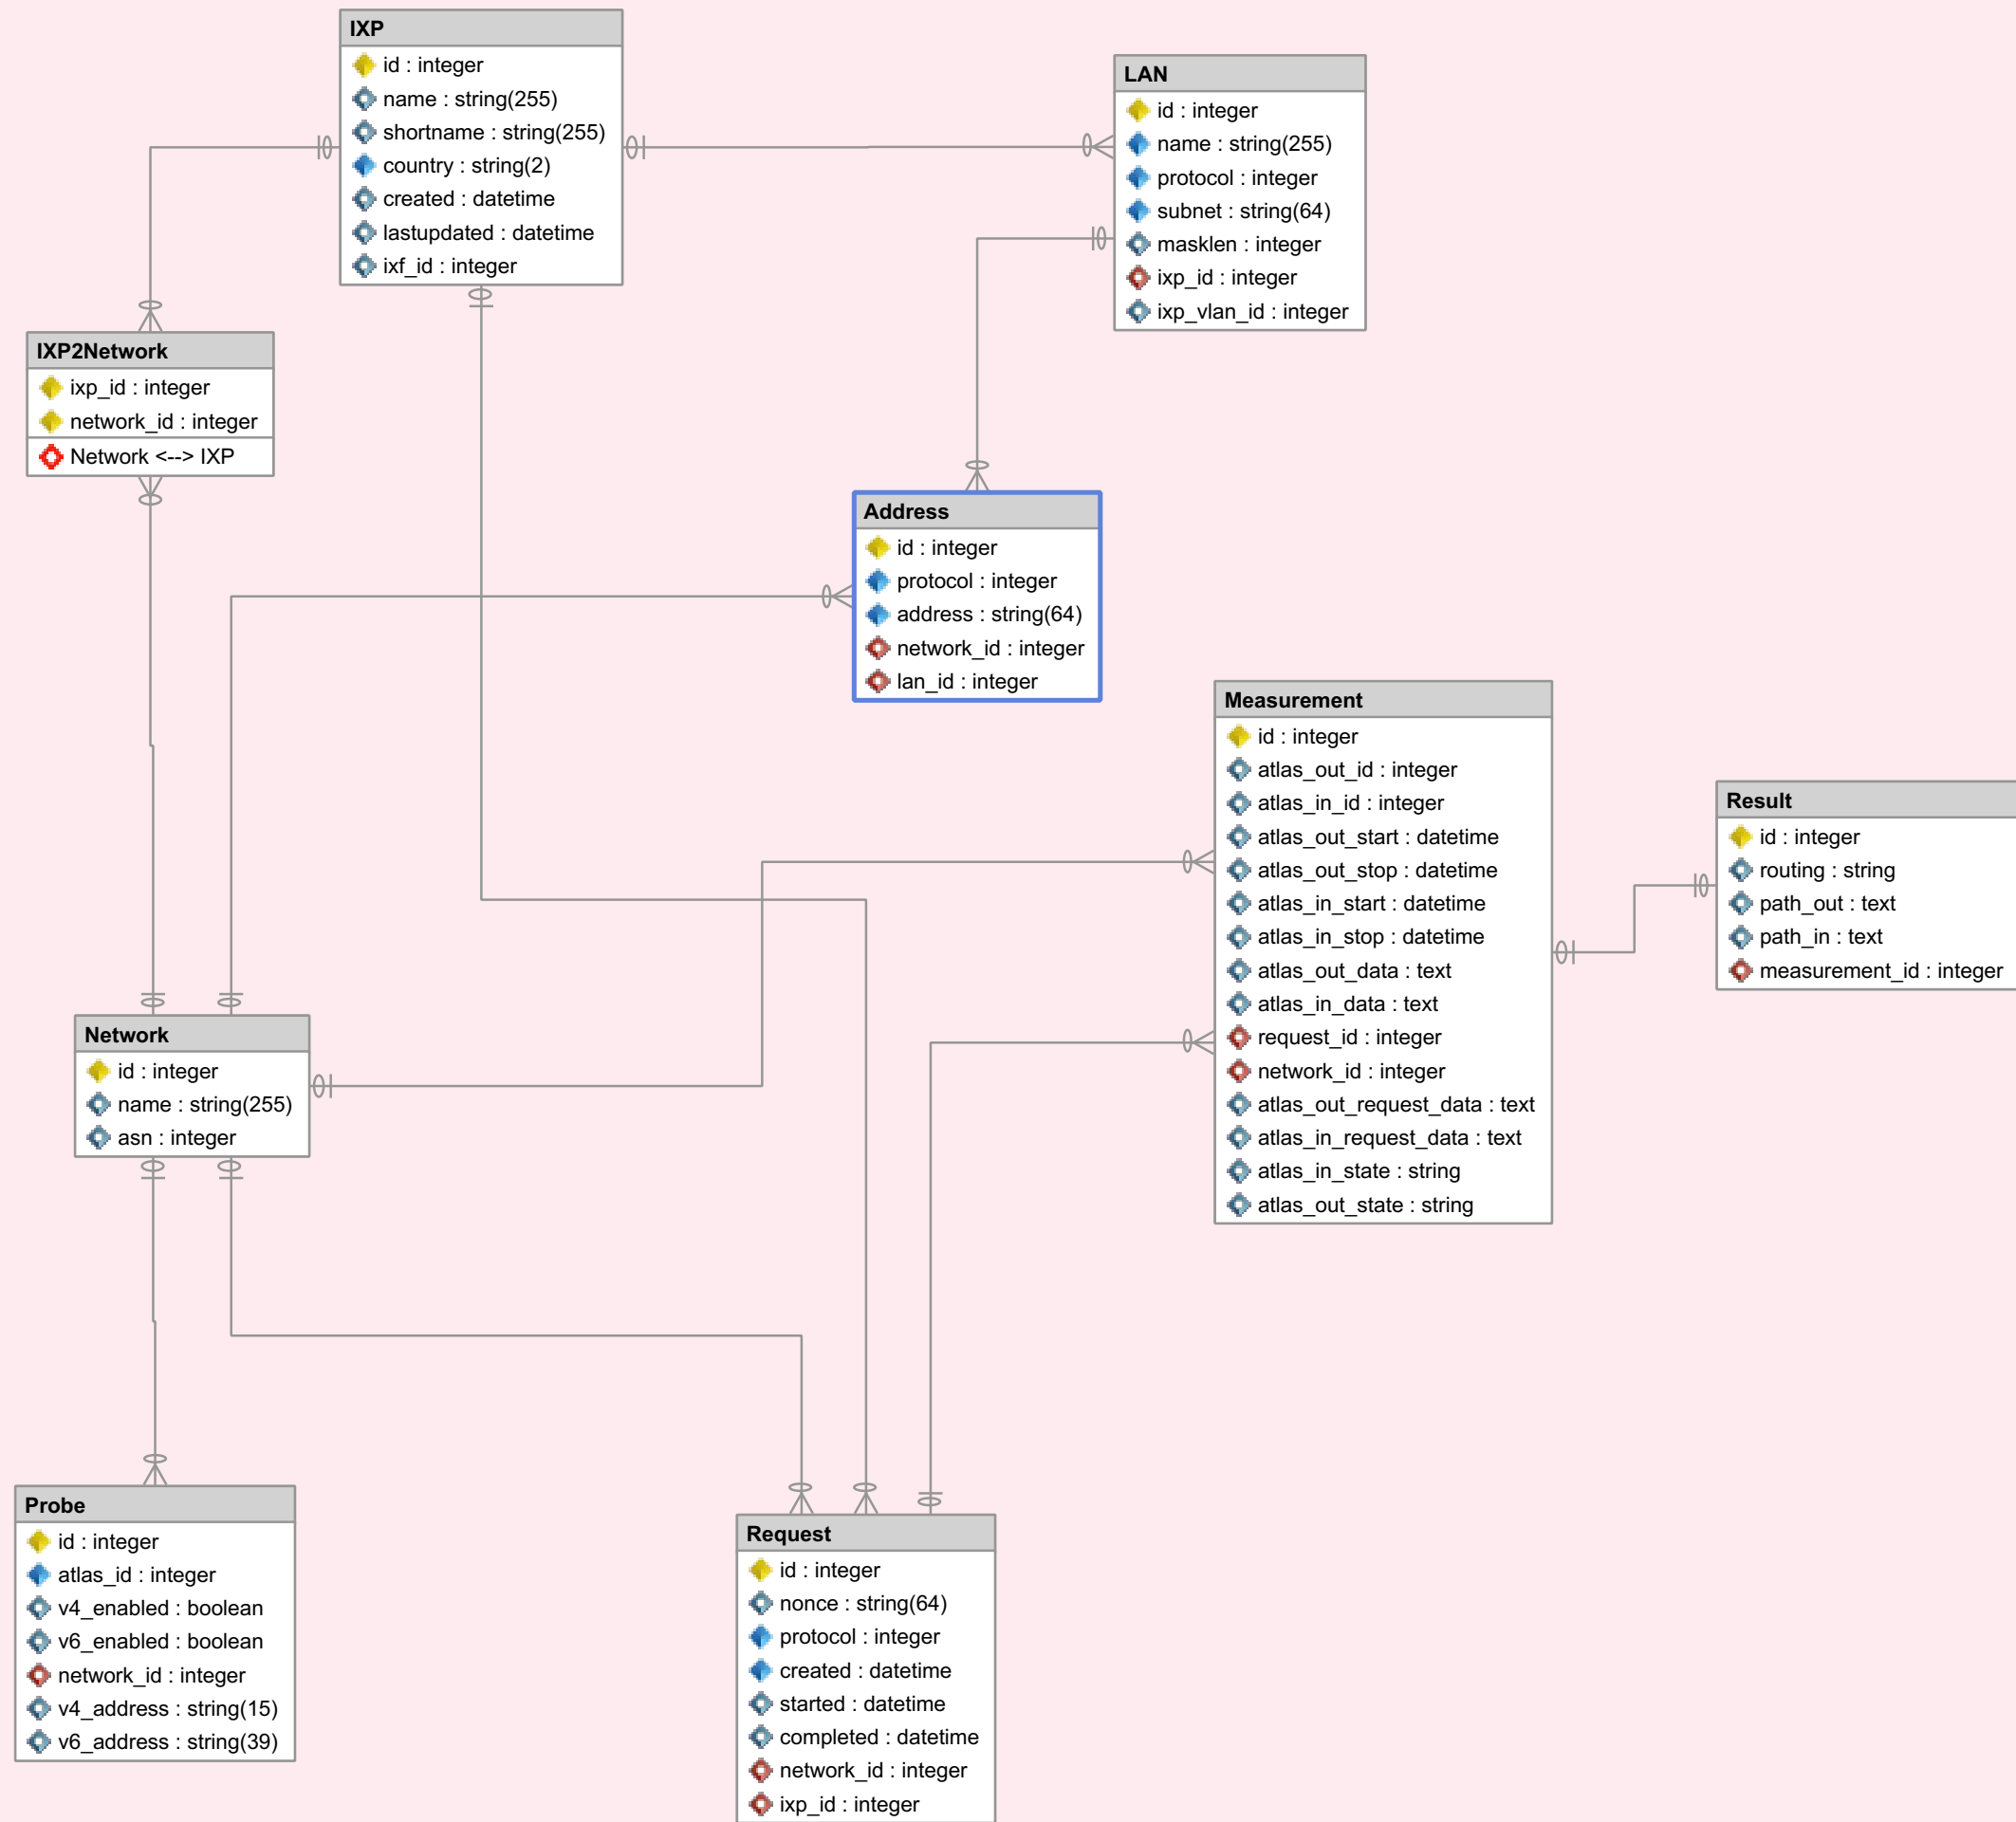 IXP
id : integer
name : string(255)
shortname : string(255)
country : string(2)
created : datetime
lastupdated : datetime
ixf_id : integer
LAN
id : integer
name : string(255)
protocol : integer
subnet : string(64)
masklen : integer
ixp_id : integer
ixp_vlan_id : integer
IXP2Network
ixp_id : integer
network_id : integer
Network <--> IXP
Address
id : integer
protocol : integer
address : string(64)
network_id : integer
lan_id : integer
Measurement
id : integer
atlas_out_id : integer
atlas_in_id : integer
atlas_out_start : datetime
atlas_out_stop : datetime
atlas_in_start : datetime
atlas_in_stop : datetime
atlas_out_data : text
atlas_in_data : text
request_id : integer
network_id : integer
atlas_out_request_data : text
atlas_in_request_data : text
atlas_in_state : string
atlas_out_state : string
Result
id : integer
routing : string
path_out : text
path_in : text
measurement_id : integer
Network
id : integer
name : string(255)
asn : integer
Probe
id : integer
atlas_id : integer
v4_enabled : boolean
v6_enabled : boolean
network_id : integer
v4_address : string(15)
v6_address : string(39)
Request
id : integer
nonce : string(64)
protocol : integer
created : datetime
started : datetime
completed : datetime
network_id : integer
ixp_id : integer